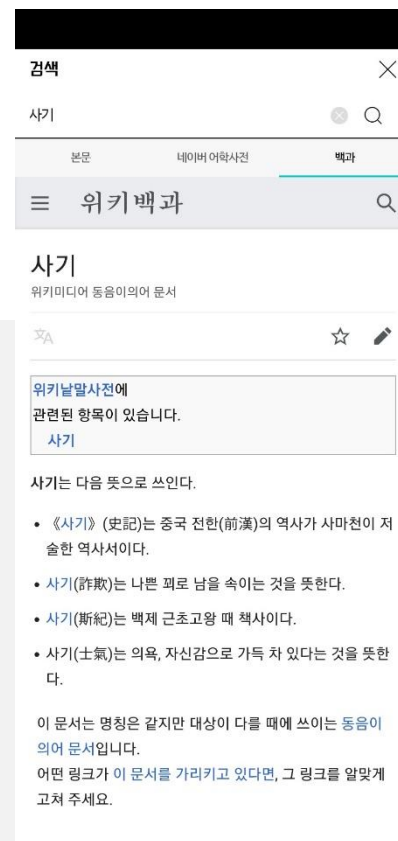 검색
사기
본문 네이버 어학사전 백과
위키백과
사기
위키미디어 동음이의어 문서
위키낱말사전에
관련된 항목이 있습니다.
사기
사기는 다음 뜻으로 쓰인다.
• 《사기》(史記)는 중국 전한(前漢)의 역사가 사마천이 저
술한 역사서이다.
• 사기(詐欺)는 나쁜 꾀로 남을 속이는 것을 뜻한다.
• 사기(斯紀)는 백제 근초고왕 때 책사이다.
• 사기(士氣)는 의욕, 자신감으로 가득 차 있다는 것을 뜻한
다.
이 문서는 명칭은 같지만 대상이 다를 때에 쓰이는 동음이
의어 문서입니다.
어떤 링크가 이 문서를 가리키고 있다면, 그 링크를 알맞게
고쳐 주세요.